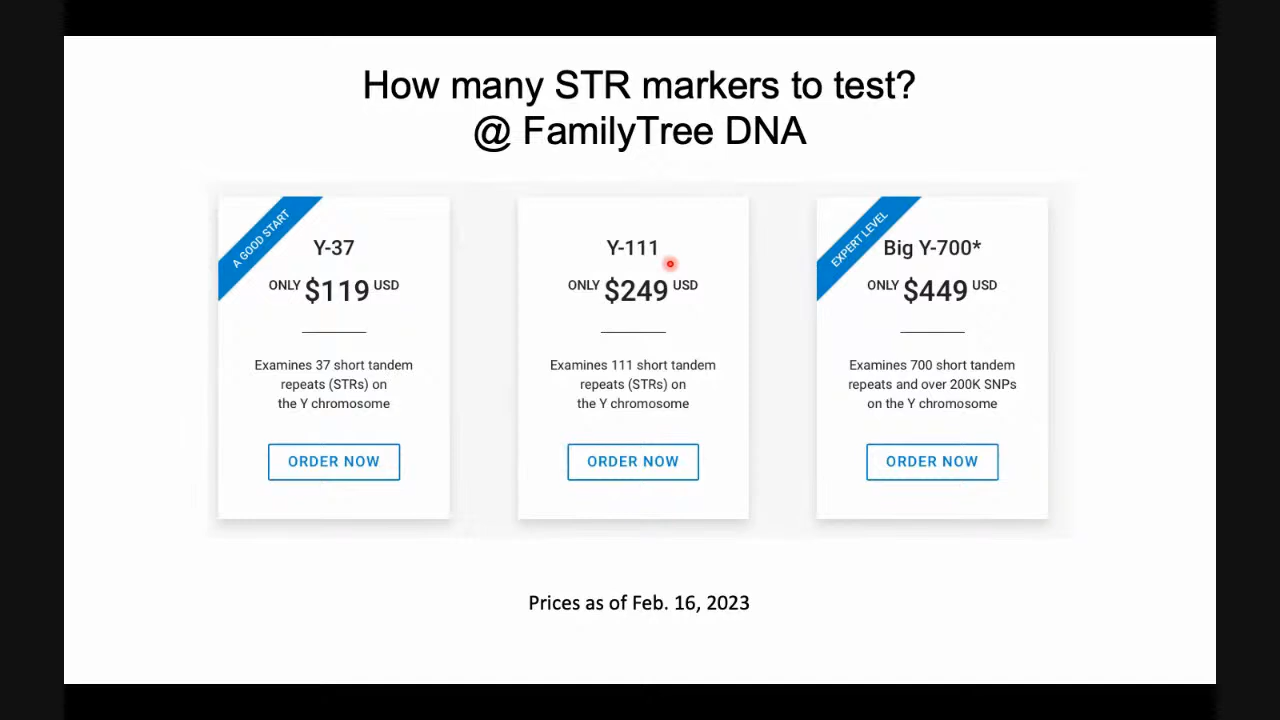 How many STR markers to test?
@ FamilyTree DNA
A GOOD START
Y-37
ONLY $119 USD
Examines 37 short tandem
repeats (STRs) on
the Y chromosome
ORDER NOW
Y-111
ONLY $249 USD
Examines 111 short tandem
repeats (STRs) on
the Y chromosome
ORDER NOW
EXPERT LEVEL
Big Y-700*
ONLY $449 USD
Examines 700 short tandem
repeats and over 200K SNPs
on the Y chromosome
ORDER NOW
Prices as of Feb. 16, 2023